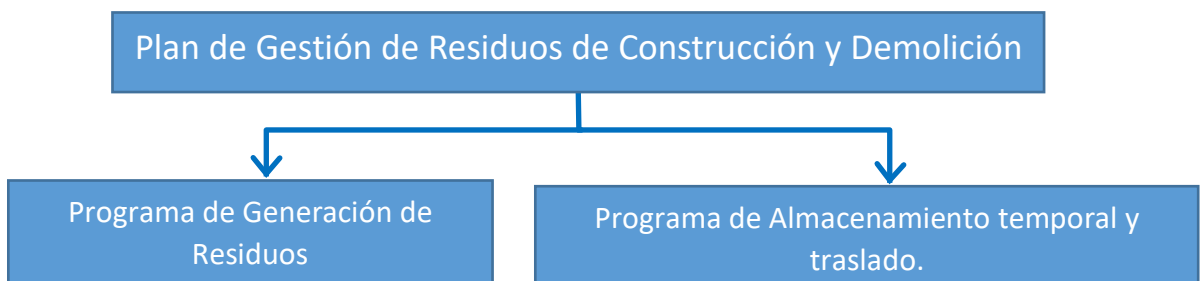 Plan de Gestión de Residuos de Construcción y Demolición
Programa de Generación de
Residuos
Programa de Almacenamiento temporal y
traslado.